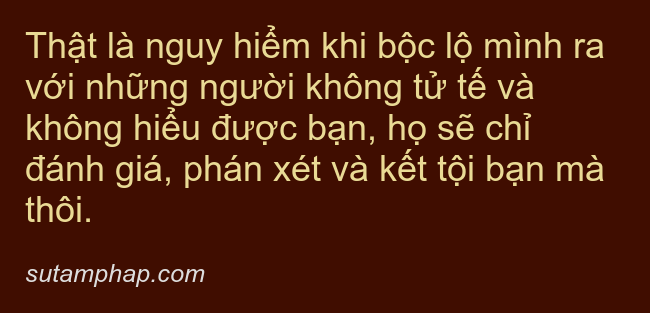 Thật là nguy hiểm khi bộc lộ mình ra
với những người không tử tế và
không hiểu được bạn, họ sẽ chỉ
đánh giá, phán xét và kết tội bạn mà
thôi.
sutamphap.com